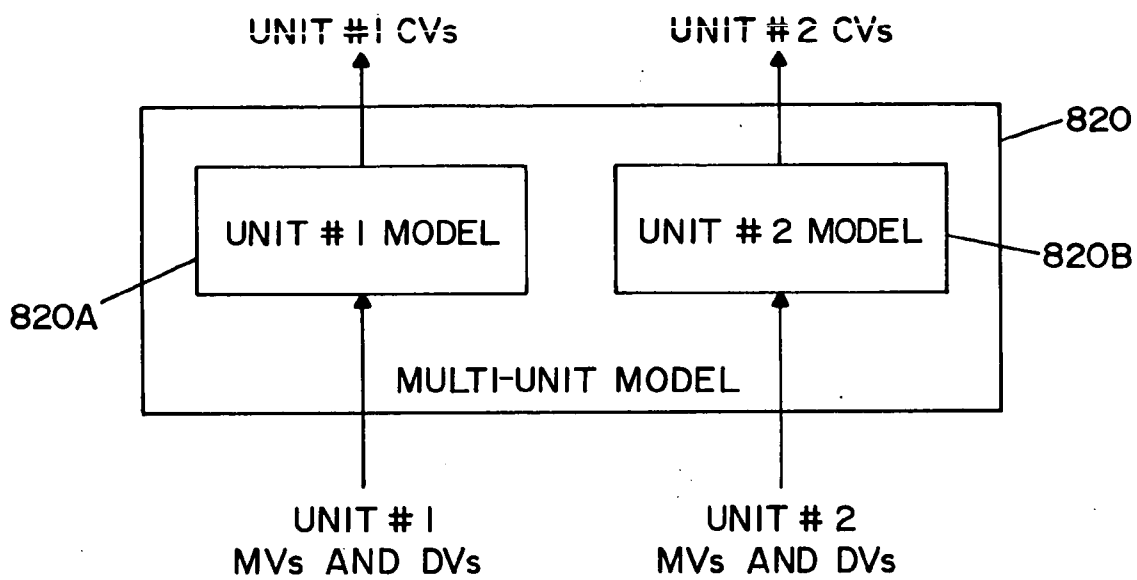 UNIT #1 CVs
UNIT #2 CVs
820
UNIT #1 MODEL
UNIT #2 MODEL
820B
820A
MULTI-UNIT MODEL
UNIT #1
MVs AND DVs
UNIT #2
MVs AND DVs